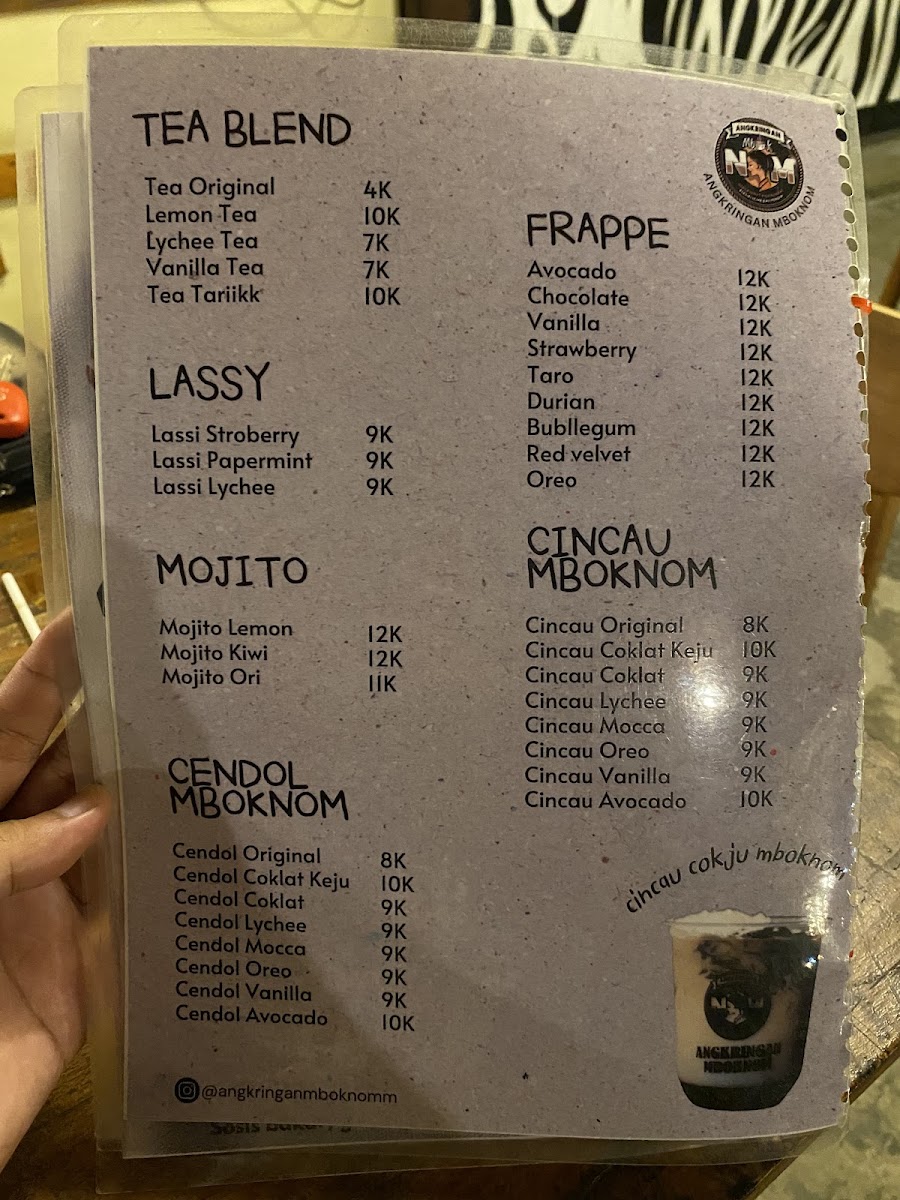 TEA BLEND
Tea Original 4K
Lemon Tea 10K
Lychee Tea 7K
Vanilla Tea 7K
Tea Tariikk 10K
LASSY
Lassi Stroberry 9K
Lassi Papermint 9K
Lassi Lychee 9K
MOJITO
Mojito Lemon 12K
Mojito Kiwi 12K
Mojito Ori 11K
CENDOL
MBOKNOM
Cendol Original 8K
Cendol Coklat Keju 10K
Cendol Coklat 9K
Cendol Lychee 9K
Cendol Mocca 9K
Cendol Oreo 9K
Cendol Vanilla 9K
Cendol Avocado 10K
@angkringanmboknomm
ANGKRINGAN
NOM
ANGKRINGAN MBOKNOM
FRAPPE
Avocado 12K
Chocolate 12K
Vanilla 12K
Strawberry 12K
Taro 12K
Durian 12K
Bubllegum 12K
Red velvet 12K
Oreo 12K
CINCAU
MBOKNOM
Cincau Original 8K
Cincau Coklat Keju 10K
Cincau Coklat 9K
Cincau Lychee 9K
Cincau Mocca 9K
Cincau Oreo 9K
Cincau Vanilla 9K
Cincau Avocado 10K
cincau cokju mboknom
ANGKRINGAN
MBOKNOM